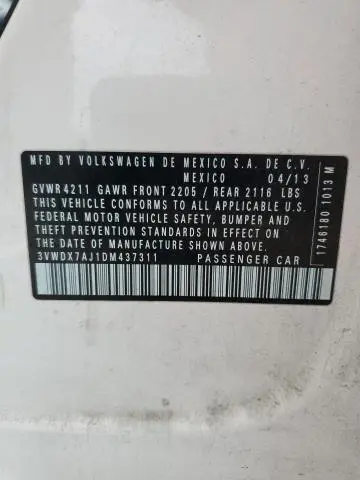 MFD BY VOLKSWAGEN DE MEXICO S.A. DE C.V.
MEXICO 04/13
GVWR 4211 GAWR FRONT 2205 / REAR 2116 LBS
THIS VEHICLE CONFORMS TO ALL APPLICABLE
FEDERAL MOTOR VEHICLE SAFETY, BUMPER AND
THEFT PREVENTION STANDARDS IN EFFECT ON
THE DATE OF MANUFACTURE SHOWN ABOVE.
3VWDX7AJ1DM437311 PASSENGER CAR
1746180 1013 M